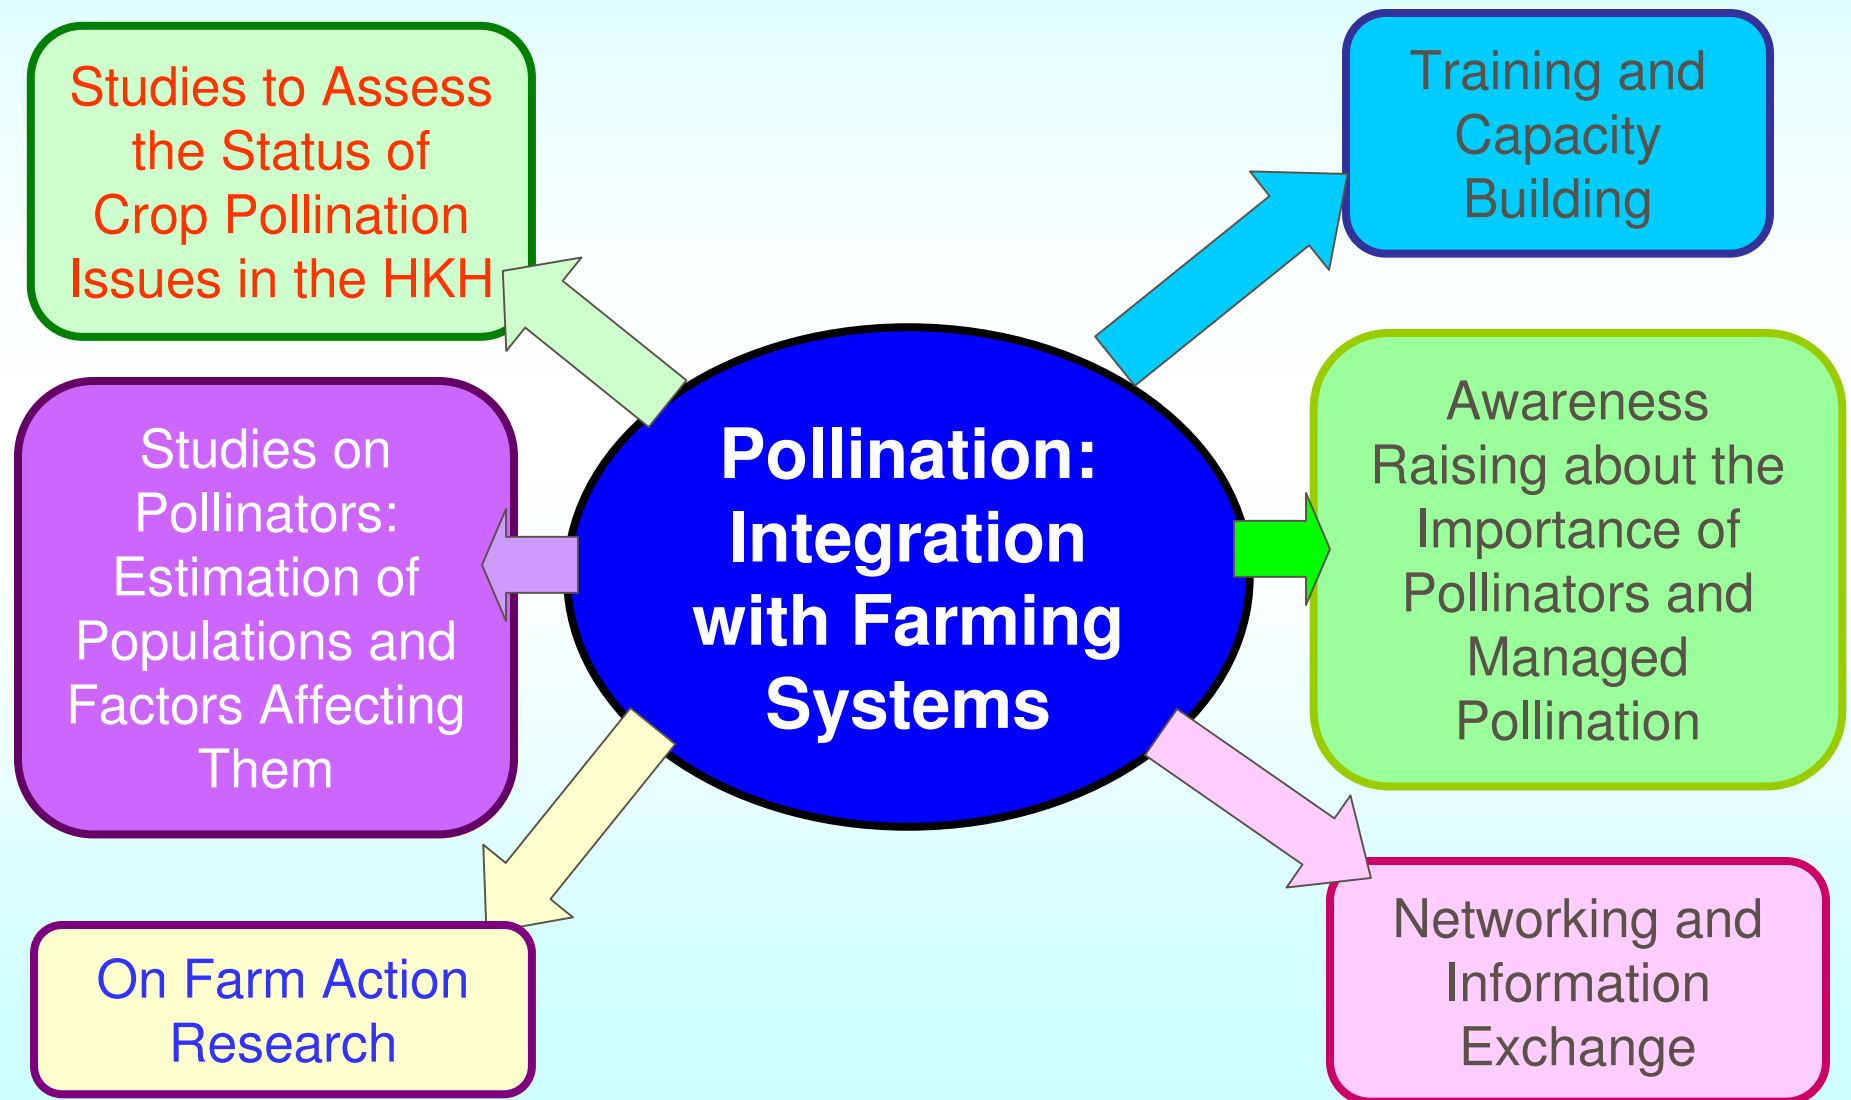 Studies to Assess
the Status of
Crop Pollination
Issues in the HKH
Training and
Capacity
Building
Studies on
Pollinators:
Estimation of
Populations and
Factors Affecting
Them
Pollination:
Integration
with Farming
Systems
Awareness
Raising about the
Importance of
Pollinators and
Managed
Pollination
On Farm Action
Research
Networking and
Information
Exchange